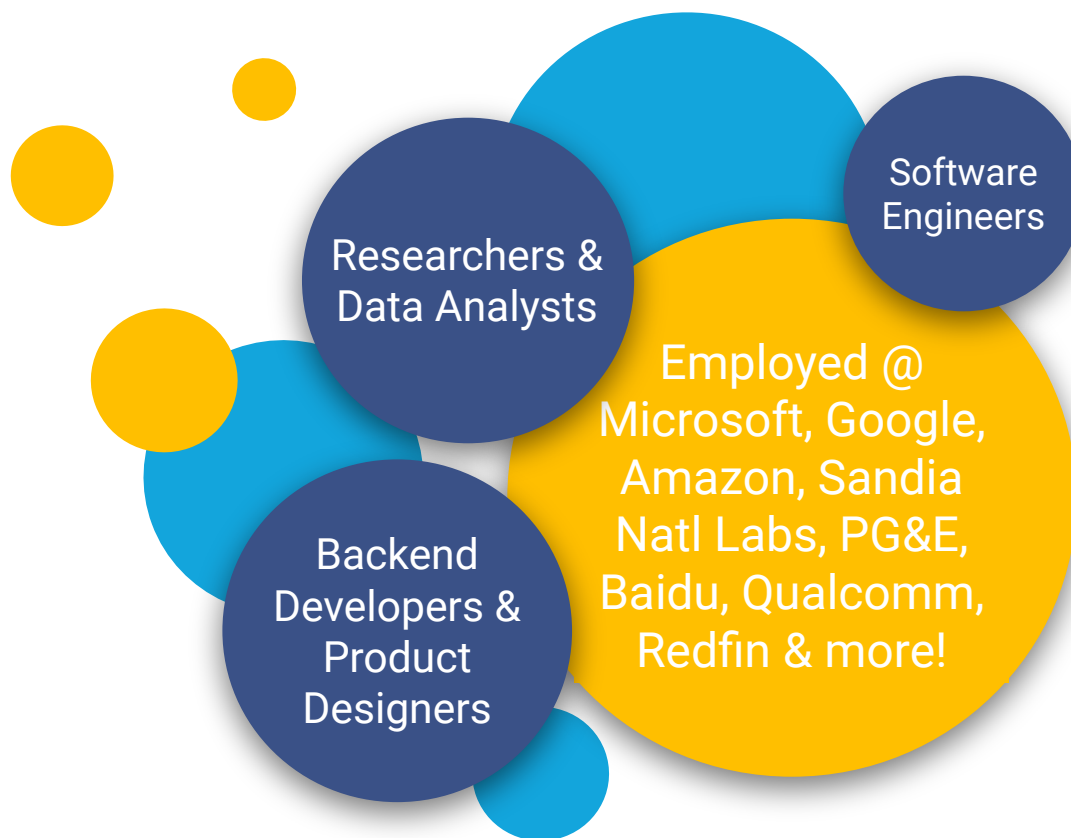 Software
Engineers
Researchers &
Data Analysts
Employed @
Microsoft, Google,
Amazon, Sandia
Natl Labs, PG&E,
Baidu, Qualcomm,
Redfin & more!
Backend
Developers &
Product
Designers